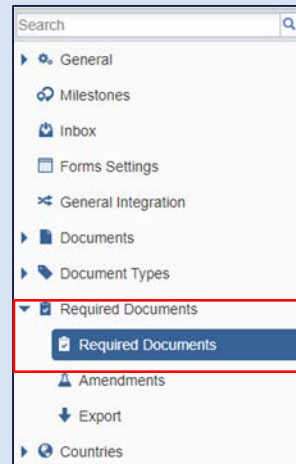 Search
General
Milestones
Inbox
Forms Settings
General Integration
Documents
Document Types
Required Documents
Required Documents
Amendments
Export
Countries